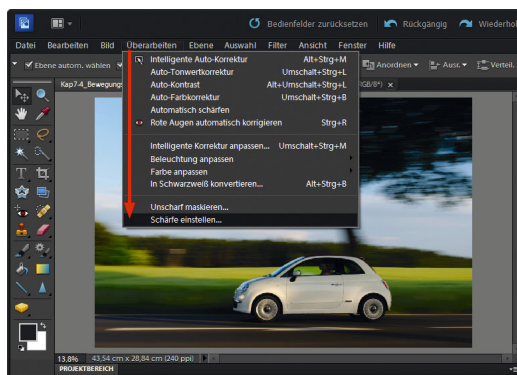 Bedienfelder zurücksetzen Rückgängig Wiederhol
Datei Bearbeiten Bild Überarbeiten Ebene Auswahl Filter Ansicht Fenster Hilfe
Ebene autom. wählen
Anordnen Ausr. Verteil.
Kap7-4_Bewegung
GB/8*) x
Intelligente Auto-Korrektur Alt+Strg+M
Auto-Tonwertkorrektur Umschalt+Strg+L
Auto-Kontrast Alt+Umschalt+Strg+L
Auto-Farbkorrektur Umschalt+Strg+B
Automatisch schärfen
Rote Augen automatisch korrigieren Strg+R
Intelligente Korrektur anpassen... Umschalt+Strg+M
Beleuchtung anpassen
Farbe anpassen
In Schwarzweiß konvertieren... Alt+Strg+B
Unscharf maskieren...
Schärfe einstellen...
13,8% 43,54 cm x 28,84 cm (240 ppi)
PROJEKTBEREICH